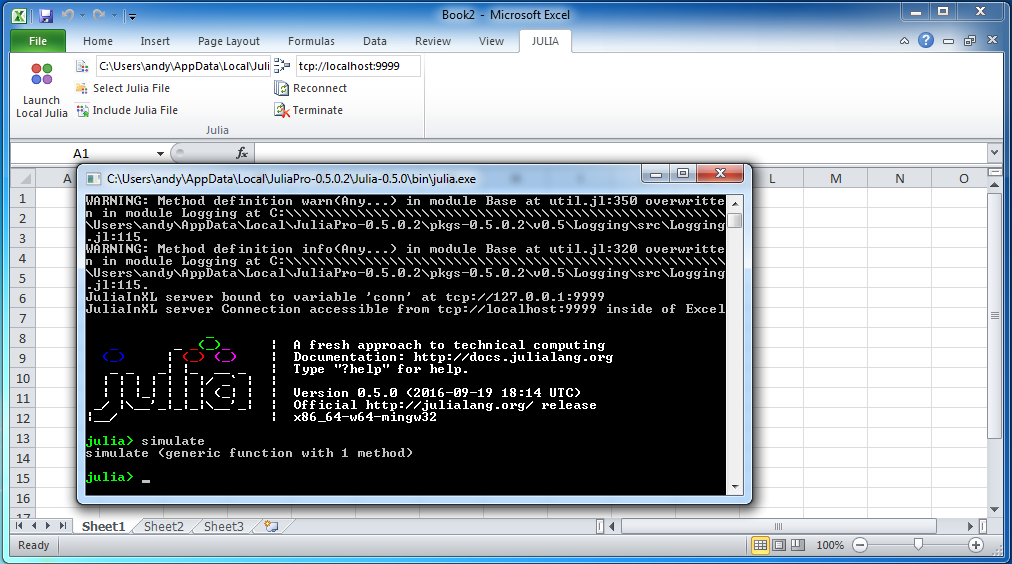 Book2 - Microsoft Excel
File Home Insert Page Layout Formulas Data Review View JULIA
C:\Users\andy\AppData\Local\Juli tcp://localhost:9999
Launch Local Julia
Select Julia File Reconnect
Include Julia File Terminate
Julia
A1 fx
A L M N O
C:\Users\andy\AppData\Local\JuliaPro-0.5.0.2\Julia-0.5.0\bin\julia.exe
WARNING: Method definition warn(Any...) in module Base at util.jl:350 overwritte
n in module Logging at C:\\\\\\\\\\\\\\\\\\\\\\\\\\\\\\\\\\\\\\\\\\\\\\\\\\\\\\\
\Users\andy\AppData\Local\JuliaPro-0.5.0.2\pkgs-0.5.0.2\v0.5\Logging\src\Logging
.jl:115.
WARNING: Method definition info(Any...) in module Base at util.jl:320 overwritte
n in module Logging at C:\\\\\\\\\\\\\\\\\\\\\\\\\\\\\\\\\\\\\\\\\\\\\\\\\\\\\\\
\Users\andy\AppData\Local\JuliaPro-0.5.0.2\pkgs-0.5.0.2\v0.5\Logging\src\Logging
.jl:115.
JuliaInXL server bound to variable 'conn' at tcp://127.0.0.1:9999
JuliaInXL server Connection accessible from tcp://localhost:9999 inside of Excel
julia
A fresh approach to technical computing
Documentation: http://docs.julialang.org
Type "?help" for help.
Version 0.5.0 (2016-09-19 18:14 UTC)
Official http://julialang.org/ release
x86_64-w64-mingw32
julia> simulate
simulate (generic function with 1 method)
julia> _
1
2
3
4
5
6
7
8
9
10
11
12
13
14
15
16
17
Sheet1 Sheet2 Sheet3
Ready 100%